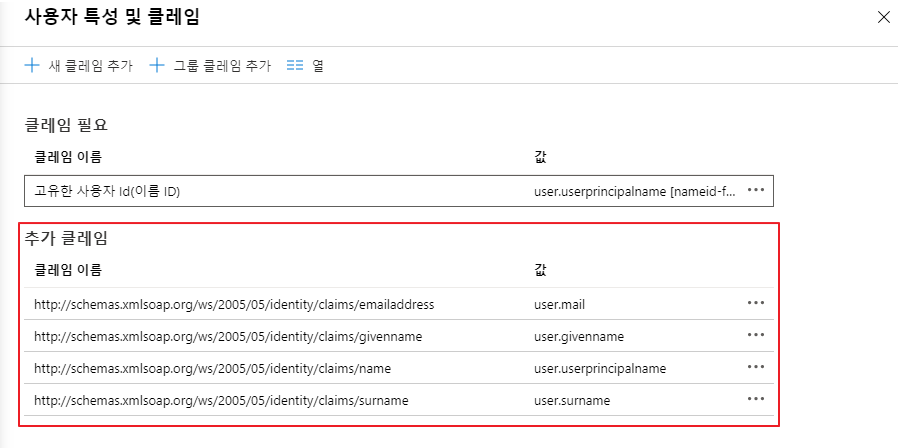 사용자 특성 및 클레임
새 클레임 추가 그룹 클레임 추가 열
클레임 필요
클레임 이름 값
고유한 사용자 Id(이름 ID) user.userprincipalname [nameid-f... ...
추가 클레임
클레임 이름 값
http://schemas.xmlsoap.org/ws/2005/05/identity/claims/emailaddress user.mail ...
http://schemas.xmlsoap.org/ws/2005/05/identity/claims/givenname user.givenname ...
http://schemas.xmlsoap.org/ws/2005/05/identity/claims/name user.userprincipalname ...
http://schemas.xmlsoap.org/ws/2005/05/identity/claims/surname user.surname ...